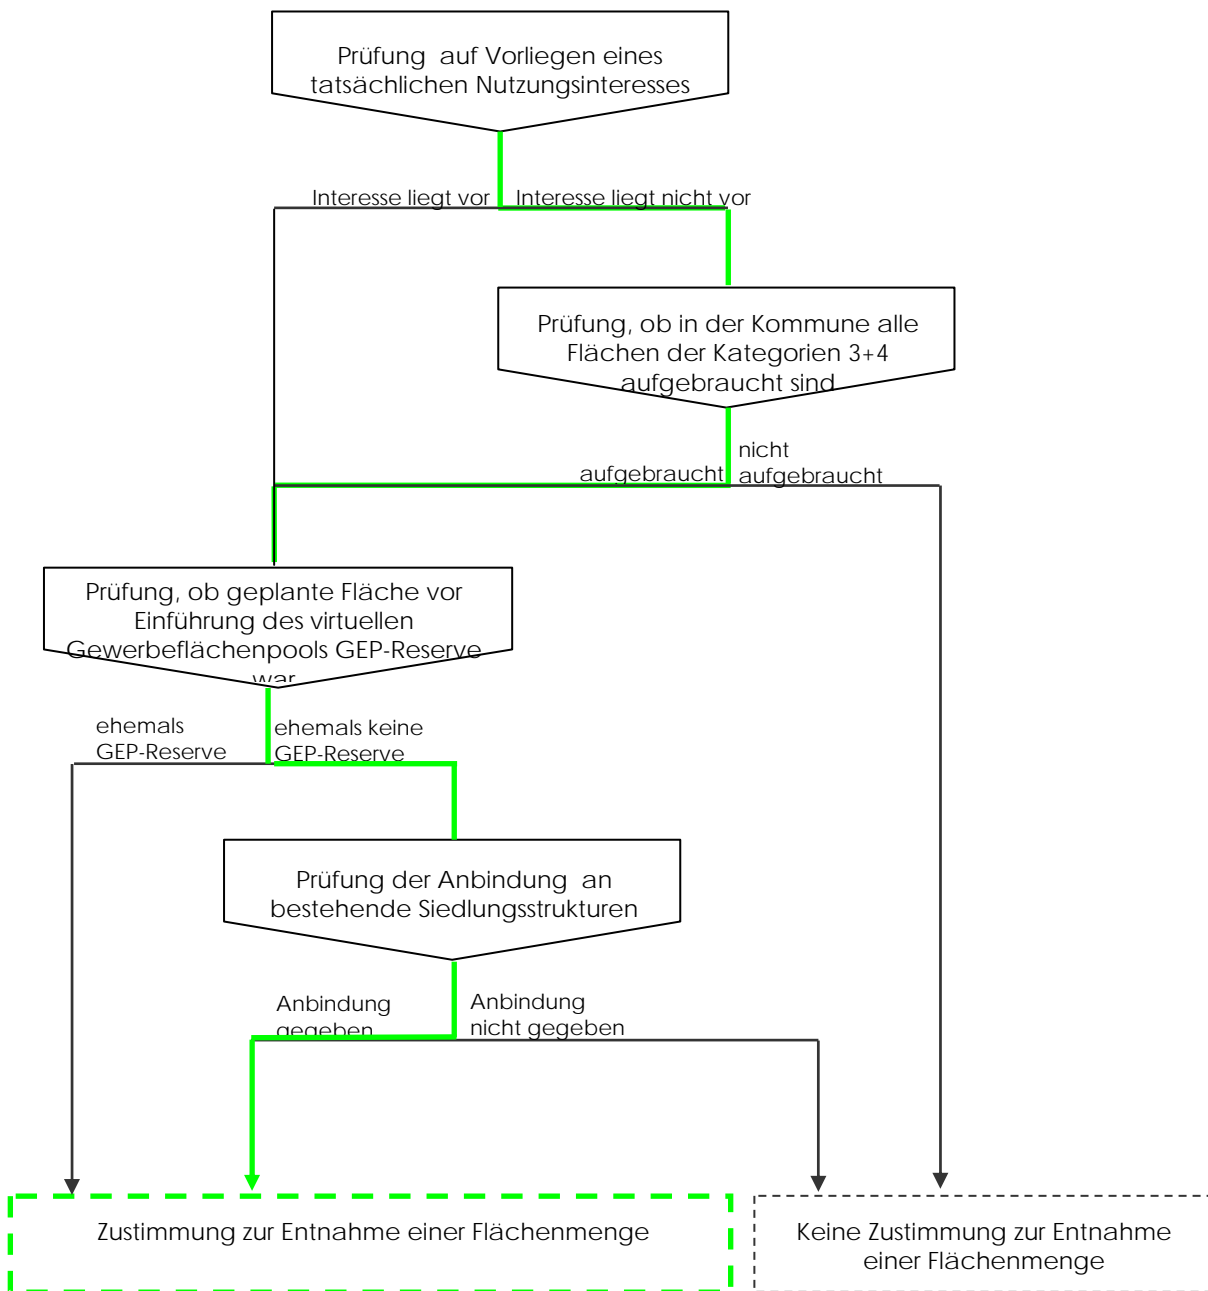 Prüfung auf Vorliegen eines
tatsächlichen Nutzungsinteresses
Interesse liegt vor
Interesse liegt nicht vor
Prüfung, ob in der Kommune alle
Flächen der Kategorien 3+4
aufgebraucht sind
aufgebraucht
nicht
aufgebraucht
Prüfung, ob geplante Fläche vor
Einführung des virtuellen
Gewerbeflächenpools GEP-Reserve
war
ehemals
GEP-Reserve
ehemals keine
GEP-Reserve
Prüfung der Anbindung an
bestehende Siedlungsstrukturen
Anbindung
gegeben
Anbindung
nicht gegeben
Zustimmung zur Entnahme einer Flächenmenge
Keine Zustimmung zur Entnahme
einer Flächenmenge